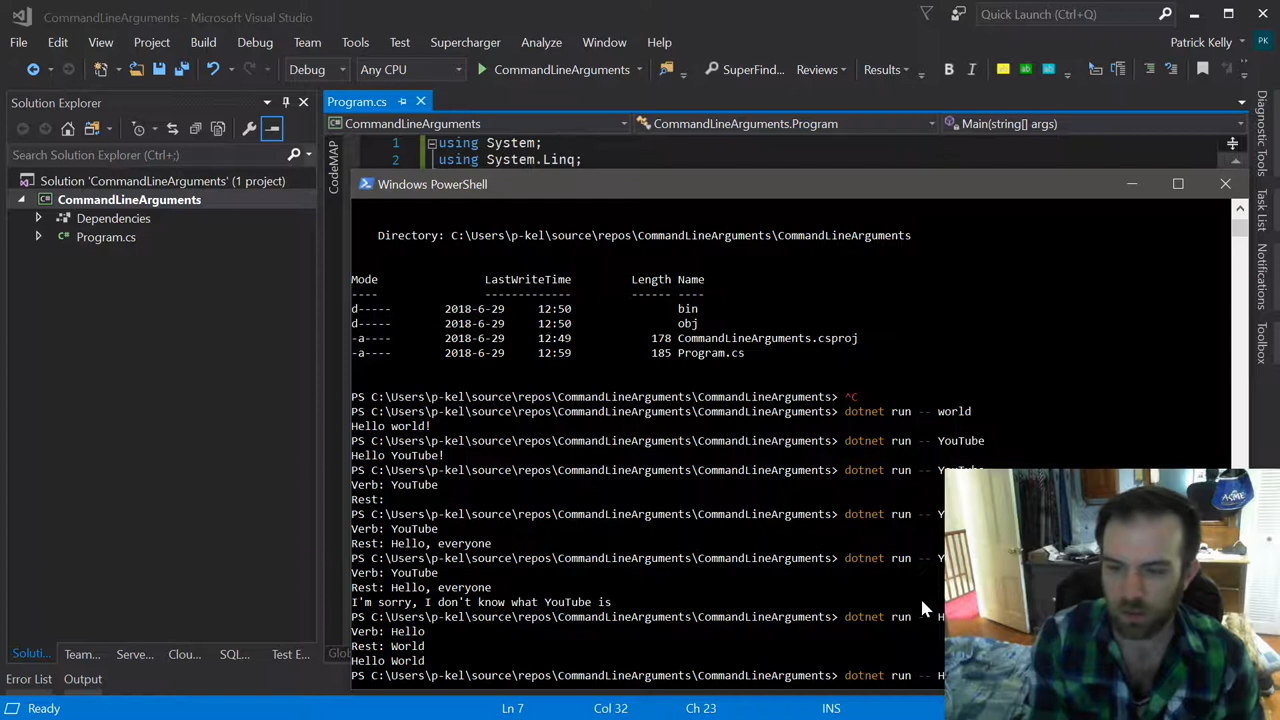 CommandLineArguments - Microsoft Visual Studio
Quick Launch (Ctrl+Q)
File Edit View Project Build Debug Team Tools Test Supercharger Analyze Window Help
Patrick Kelly PK
Debug Any CPU CommandLineArguments SuperFind... Reviews Results B I
Solution Explorer
Program.cs
CommandLineArguments CommandLineArguments.Program Main(string[] args)
Search Solution Explorer (Ctrl+;)
Solution 'CommandLineArguments' (1 project)
CommandLineArguments
Dependencies
Program.cs
CodeMAP
1 using System;
2 using System.Linq;
Diagnostic Tools
Task List
Notifications
Toolbox
Windows PowerShell
Directory: C:\Users\p-kel\source\repos\CommandLineArguments\CommandLineArguments
Mode LastWriteTime Length Name
---- ------------- ------ ----
d----- 2018-6-29 12:50 bin
d----- 2018-6-29 12:50 obj
-a---- 2018-6-29 12:49 178 CommandLineArguments.csproj
-a---- 2018-6-29 12:59 185 Program.cs
PS C:\Users\p-kel\source\repos\CommandLineArguments\CommandLineArguments> ^C
PS C:\Users\p-kel\source\repos\CommandLineArguments\CommandLineArguments> dotnet run -- world
Hello world!
PS C:\Users\p-kel\source\repos\CommandLineArguments\CommandLineArguments> dotnet run -- YouTube
Hello YouTube!
PS C:\Users\p-kel\source\repos\CommandLineArguments\CommandLineArguments> dotnet run -- YouTube
Verb: YouTube
Rest:
PS C:\Users\p-kel\source\repos\CommandLineArguments\CommandLineArguments> dotnet run -- Y
Verb: YouTube
Rest: Hello, everyone
PS C:\Users\p-kel\source\repos\CommandLineArguments\CommandLineArguments> dotnet run -- Y
Verb: YouTube
Rest: Hello, everyone
I'm sorry, I don't know what YouTube is
PS C:\Users\p-kel\source\repos\CommandLineArguments\CommandLineArguments> dotnet run -- H
Verb: Hello
Rest: World
Hello World
PS C:\Users\p-kel\source\repos\CommandLineArguments\CommandLineArguments> dotnet run -- H
ASME
Soluti... Team... Serve... Clou... SQL... Test E... Glob
Error List Output
Ready Ln 7 Col 32 Ch 23 INS